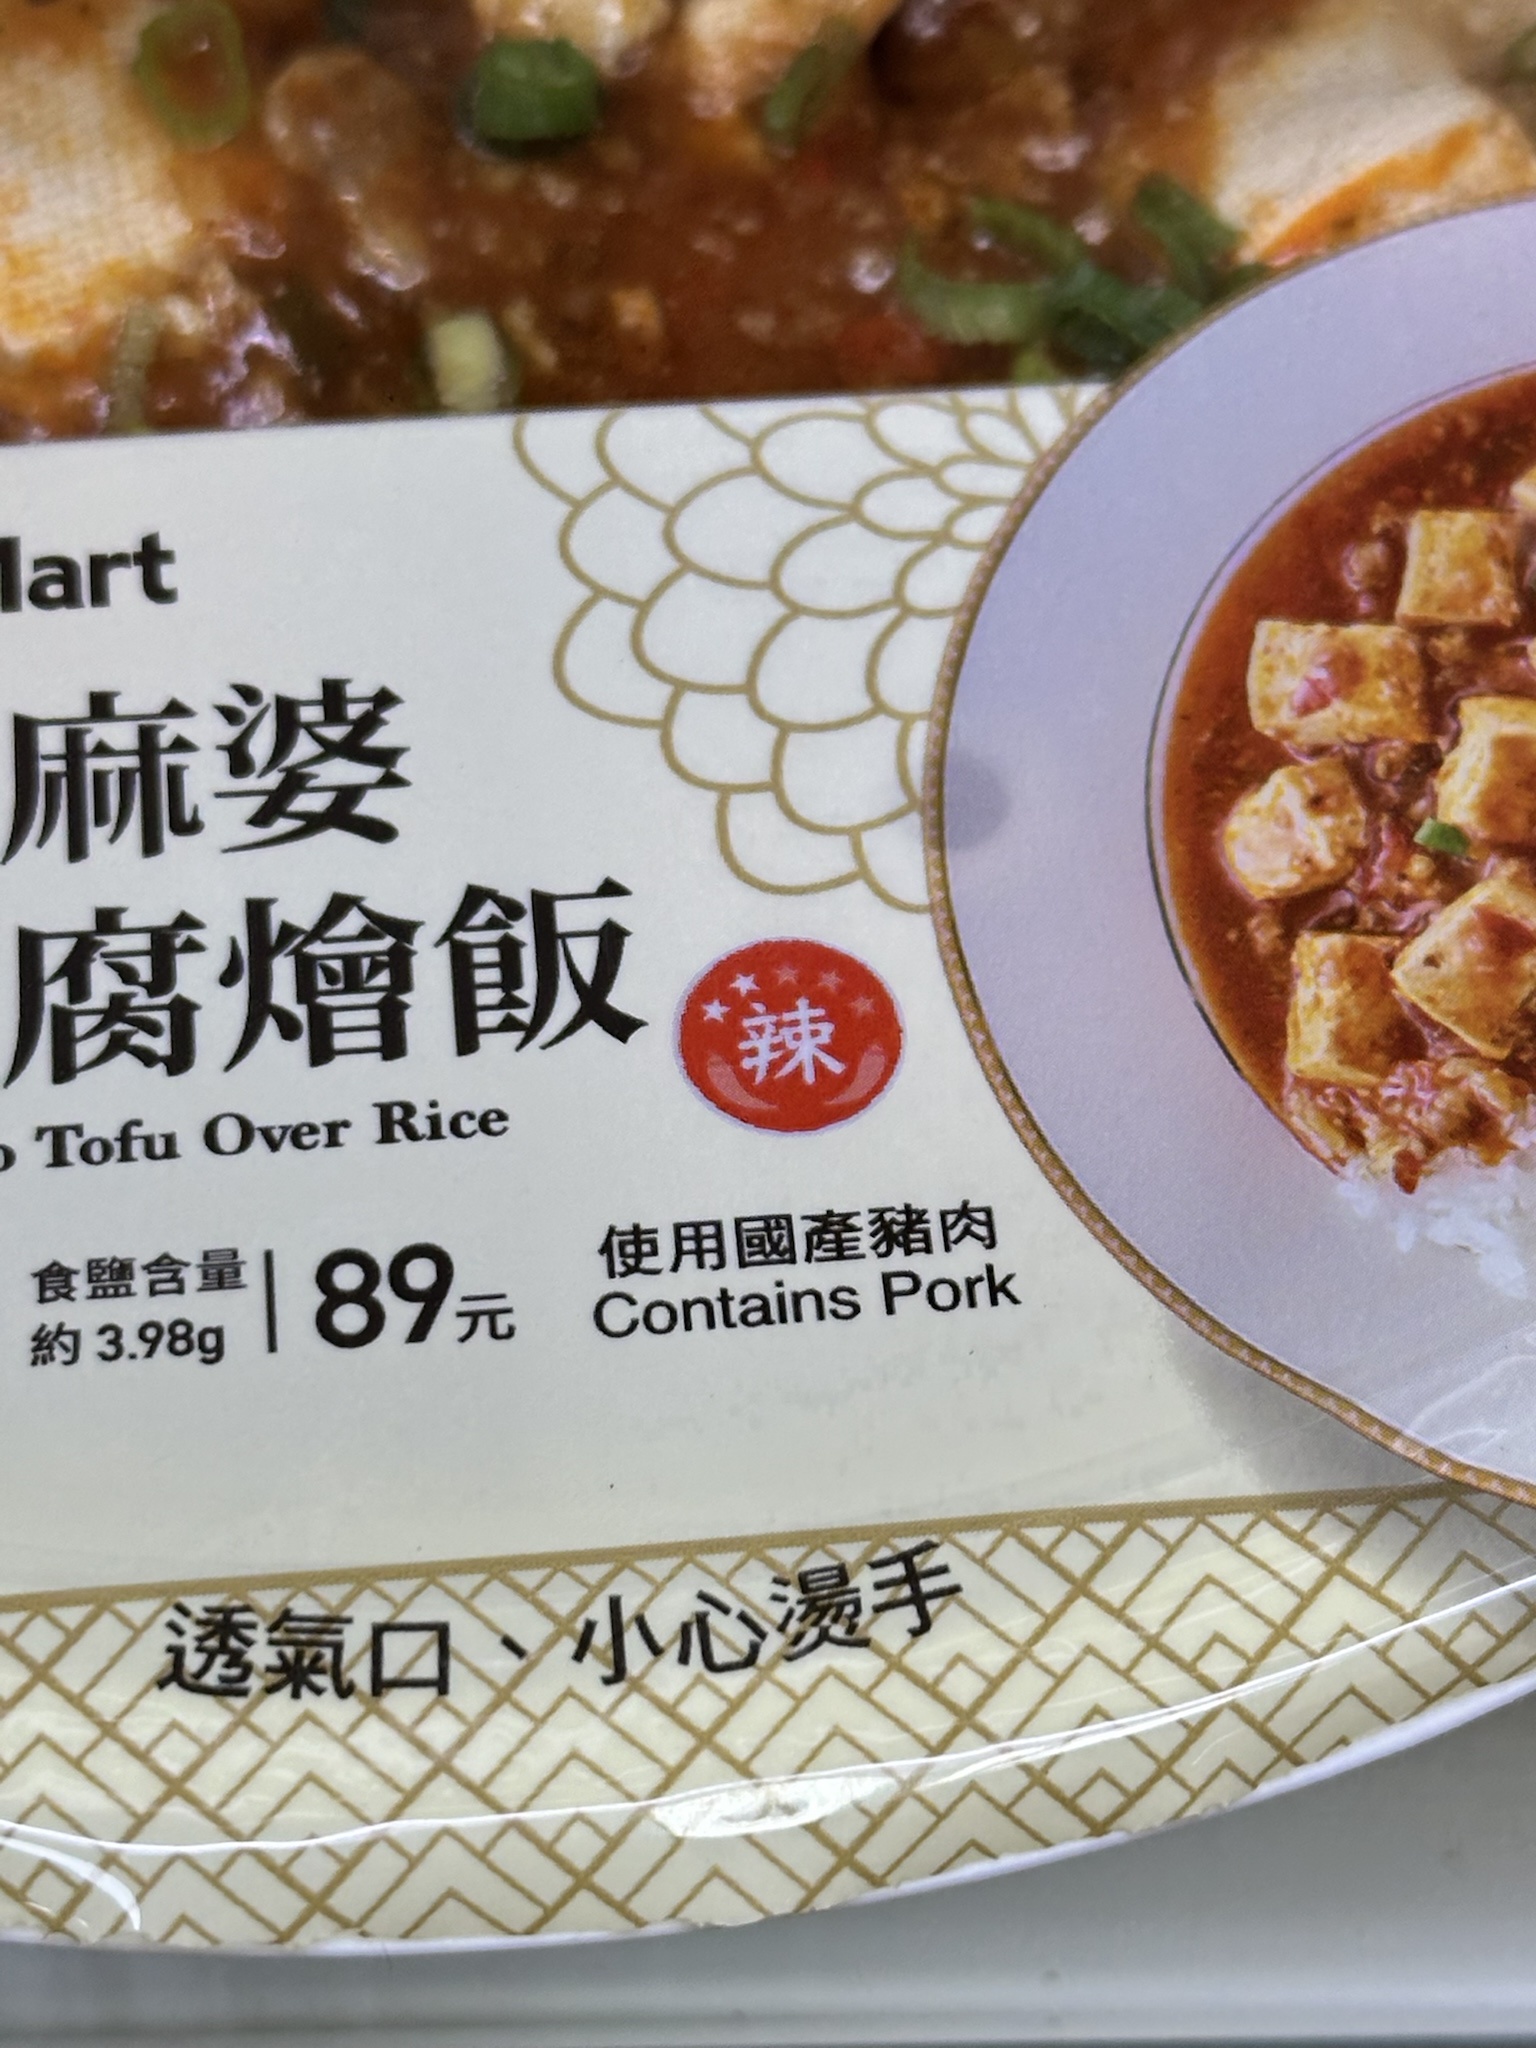 Mart
麻婆
腐燴飯
辣
Tofu Over Rice
食鹽含量
約 3.98g
89元
使用國產豬肉
Contains Pork
透氣口、小心燙手